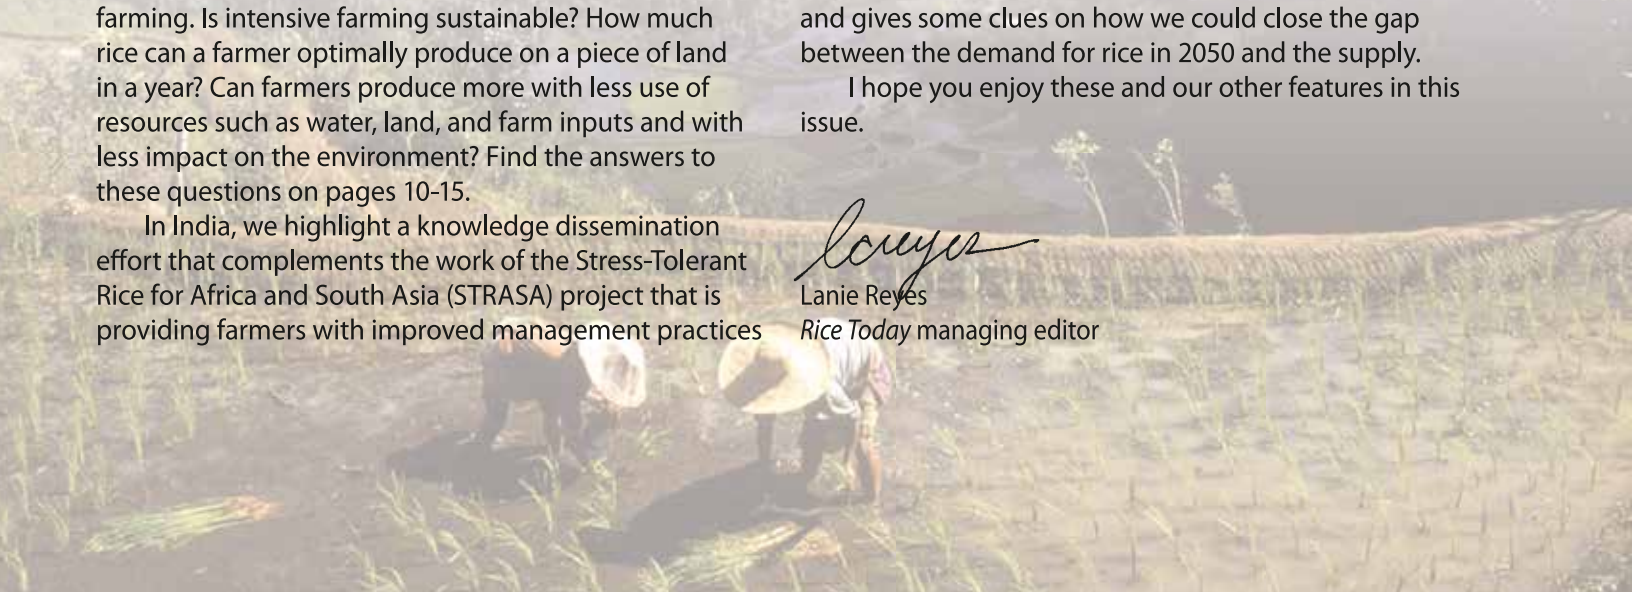 farming. Is intensive farming sustainable? How much
rice can a farmer optimally produce on a piece of land
in a year? Can farmers produce more with less use of
resources such as water, land, and farm inputs and with
less impact on the environment? Find the answers to
these questions on pages 10-15.
In India, we highlight a knowledge dissemination
effort that complements the work of the Stress-Tolerant
Rice for Africa and South Asia (STRASA) project that is
providing farmers with improved management practices
and gives some clues on how we could close the gap
between the demand for rice in 2050 and the supply.
I hope you enjoy these and our other features in this
issue.
lcreyes
Lanie Reyes
Rice Today managing editor